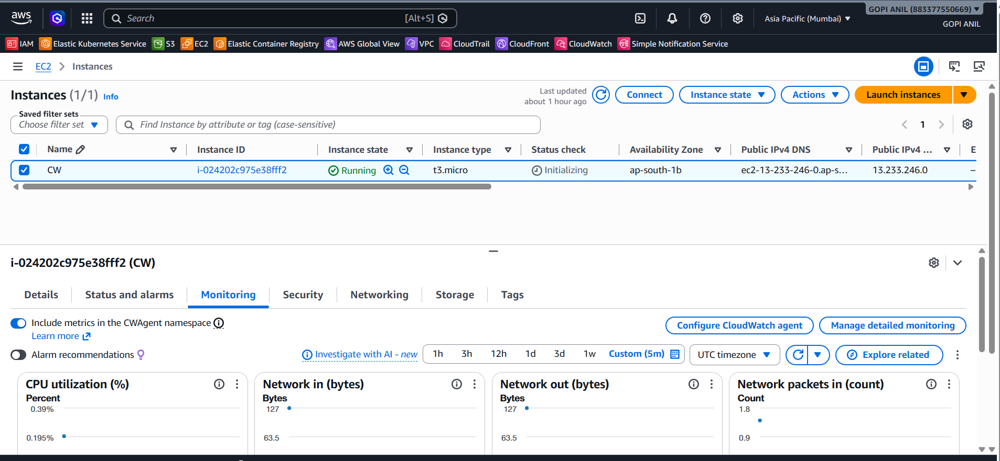 aws
Search [Alt+S]
Asia Pacific (Mumbai)
GOPI ANIL (883377550669)
GOPI ANIL
IAM Elastic Kubernetes Service S3 EC2 Elastic Container Registry AWS Global View VPC CloudTrail CloudFront CloudWatch Simple Notification Service
EC2 Instances
Instances (1/1) Info
Last updated
about 1 hour ago
Connect Instance state Actions Launch instances
Saved filter sets
Choose filter set
Find Instance by attribute or tag (case-sensitive)
1
Name Instance ID Instance state Instance type Status check Availability Zone Public IPv4 DNS Public IPv4 ... E
CW i-024202c975e38fff2 Running t3.micro Initializing ap-south-1b ec2-13-233-246-0.ap-s... 13.233.246.0 –
i-024202c975e38fff2 (CW)
Details Status and alarms Monitoring Security Networking Storage Tags
Include metrics in the CWAgent namespace
Learn more
Configure CloudWatch agent Manage detailed monitoring
Alarm recommendations
Investigate with AI - new
1h 3h 12h 1d 3d 1w Custom (5m)
UTC timezone
Explore related
CPU utilization (%)
Percent
0.39%
0.195%
Network in (bytes)
Bytes
127
63.5
Network out (bytes)
Bytes
127
63.5
Network packets in (count)
Count
1.8
0.9